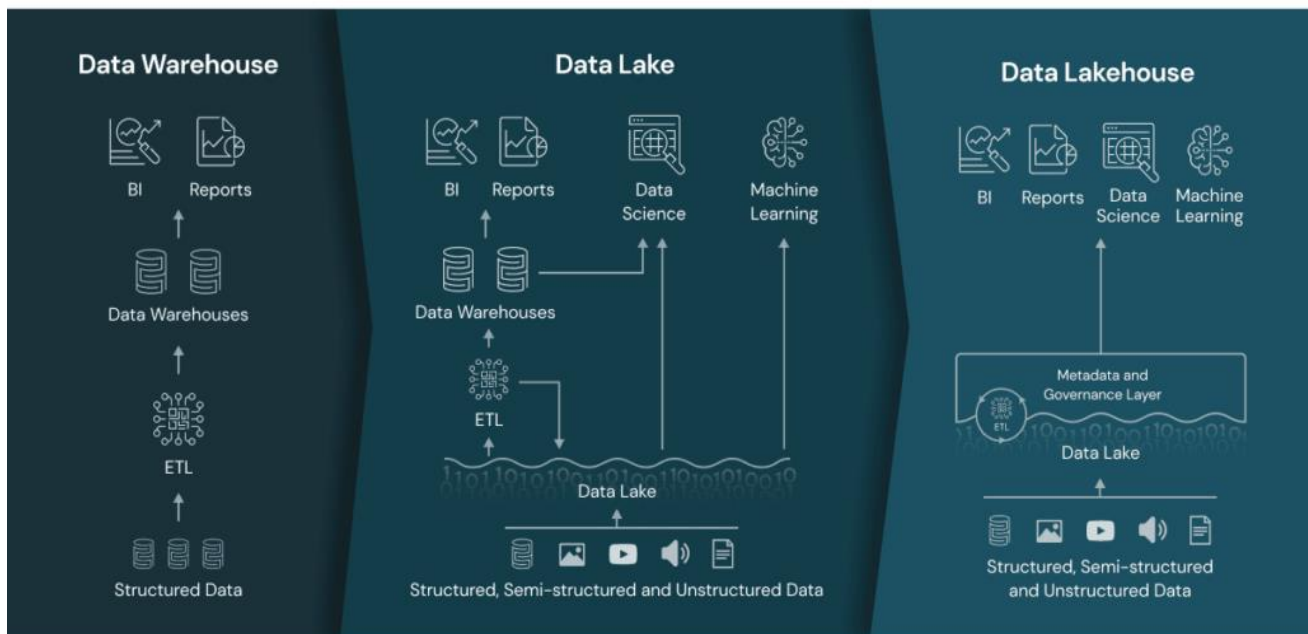 Data Warehouse
BI
Reports
Data Warehouses
ETL
Structured Data
Data Lake
BI
Reports
Data
Science
Machine
Learning
Data Warehouses
ETL
Data Lake
Structured, Semi-structured and Unstructured Data
Data Lakehouse
BI
Reports
Data
Science
Machine
Learning
Metadata and
Governance Layer
ETL
Data Lake
Structured, Semi-structured
and Unstructured Data